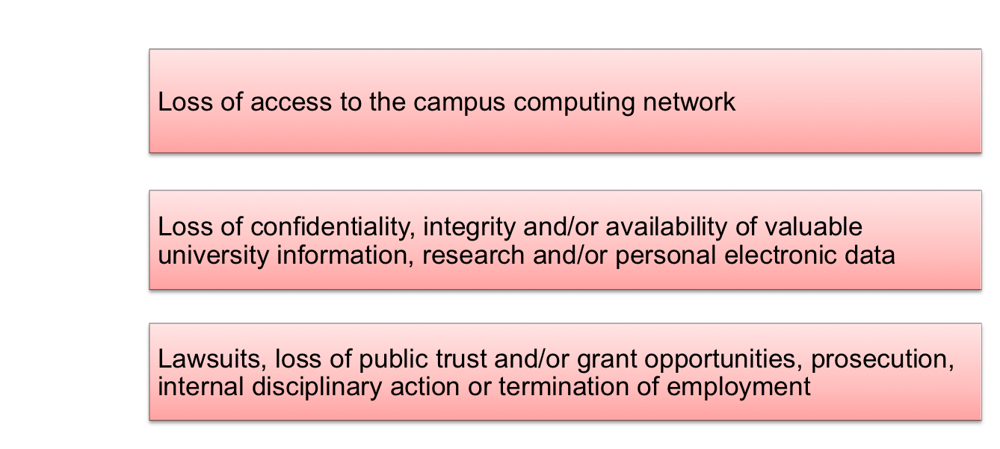 Loss of access to the campus computing network
Loss of confidentiality, integrity and/or availability of valuable
university information, research and/or personal electronic data
Lawsuits, loss of public trust and/or grant opportunities, prosecution,
internal disciplinary action or termination of employment